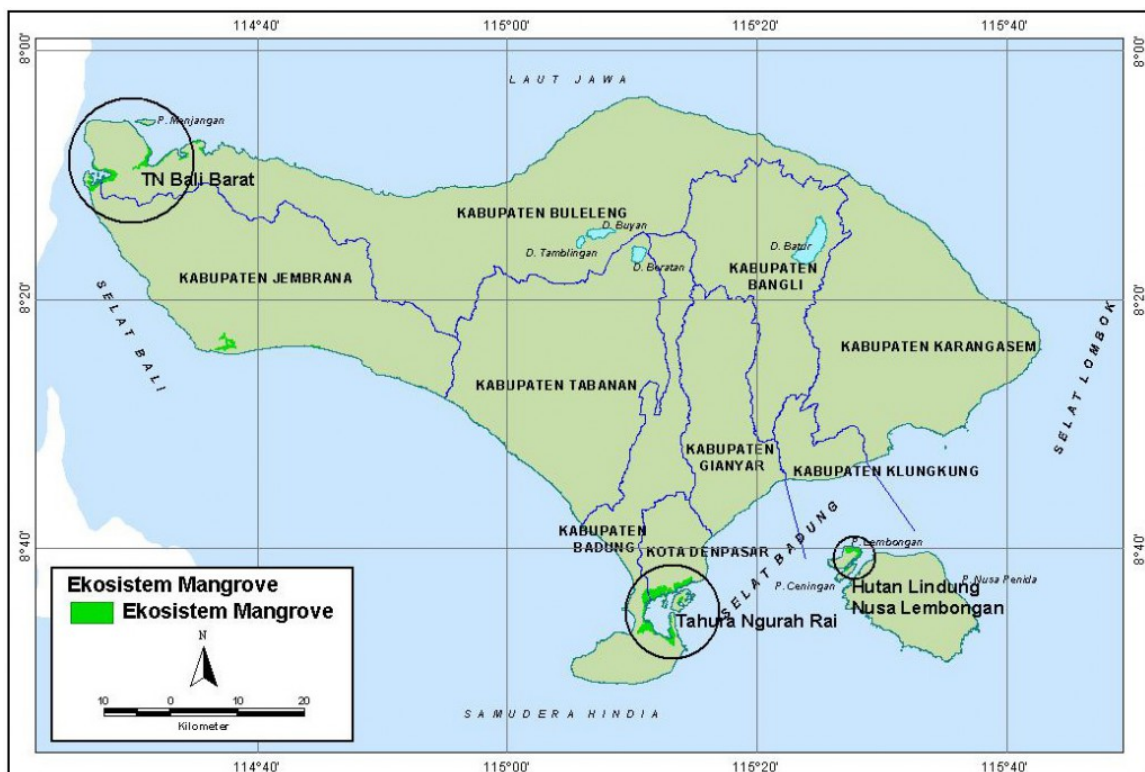 114°40'
115°00'
115°20'
115°40'
8°00'
8°00'
LAUT JAWA
P. Menjangan
TN Bali Barat
KABUPATEN BULELENG
D. Buyan
D. Tamblingan
D. Beratan
D. Batur
KABUPATEN
BANGLI
KABUPATEN JEMBRANA
SELAT BALI
8°20'
8°20'
SELAT LOMBOK
KABUPATEN KARANGASEM
KABUPATEN TABANAN
KABUPATEN
GIANYAR
KABUPATEN KLUNGKUNG
KABUPATEN
BADUNG
KOTA DENPASAR
SELAT BADUNG
8°40'
8°40'
P. Lembongan
P. Ceningan
P. Nusa Penida
Hutan Lindung
Nusa Lembongan
Tahura Ngurah Rai
Ekosistem Mangrove
Ekosistem Mangrove
N
10 0 10 20
Kilometer
SAMUDERA HINDIA
114°40'
115°00'
115°20'
115°40'